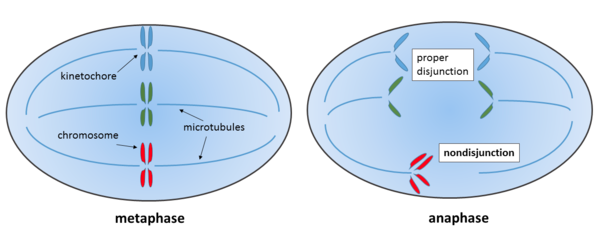 kinetochore
chromosome
microtubules
metaphase
proper
disjunction
nondisjunction
anaphase